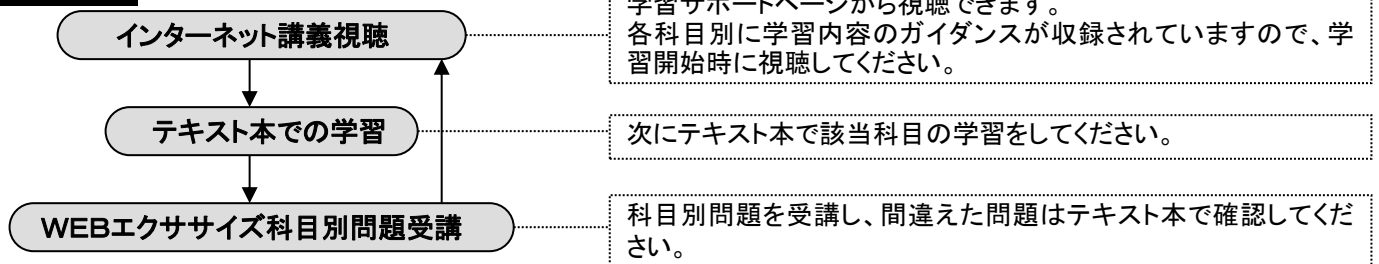 学習サポートページから視聴できます。
インターネット講義視聴
各科目別に学習内容のガイダンスが収録されていますので、学
習開始時に視聴してください。
テキスト本での学習
次にテキスト本で該当科目の学習をしてください。
WEBエクササイズ科目別問題受講
科目別問題を受講し、間違えた問題はテキスト本で確認してくだ
さい。